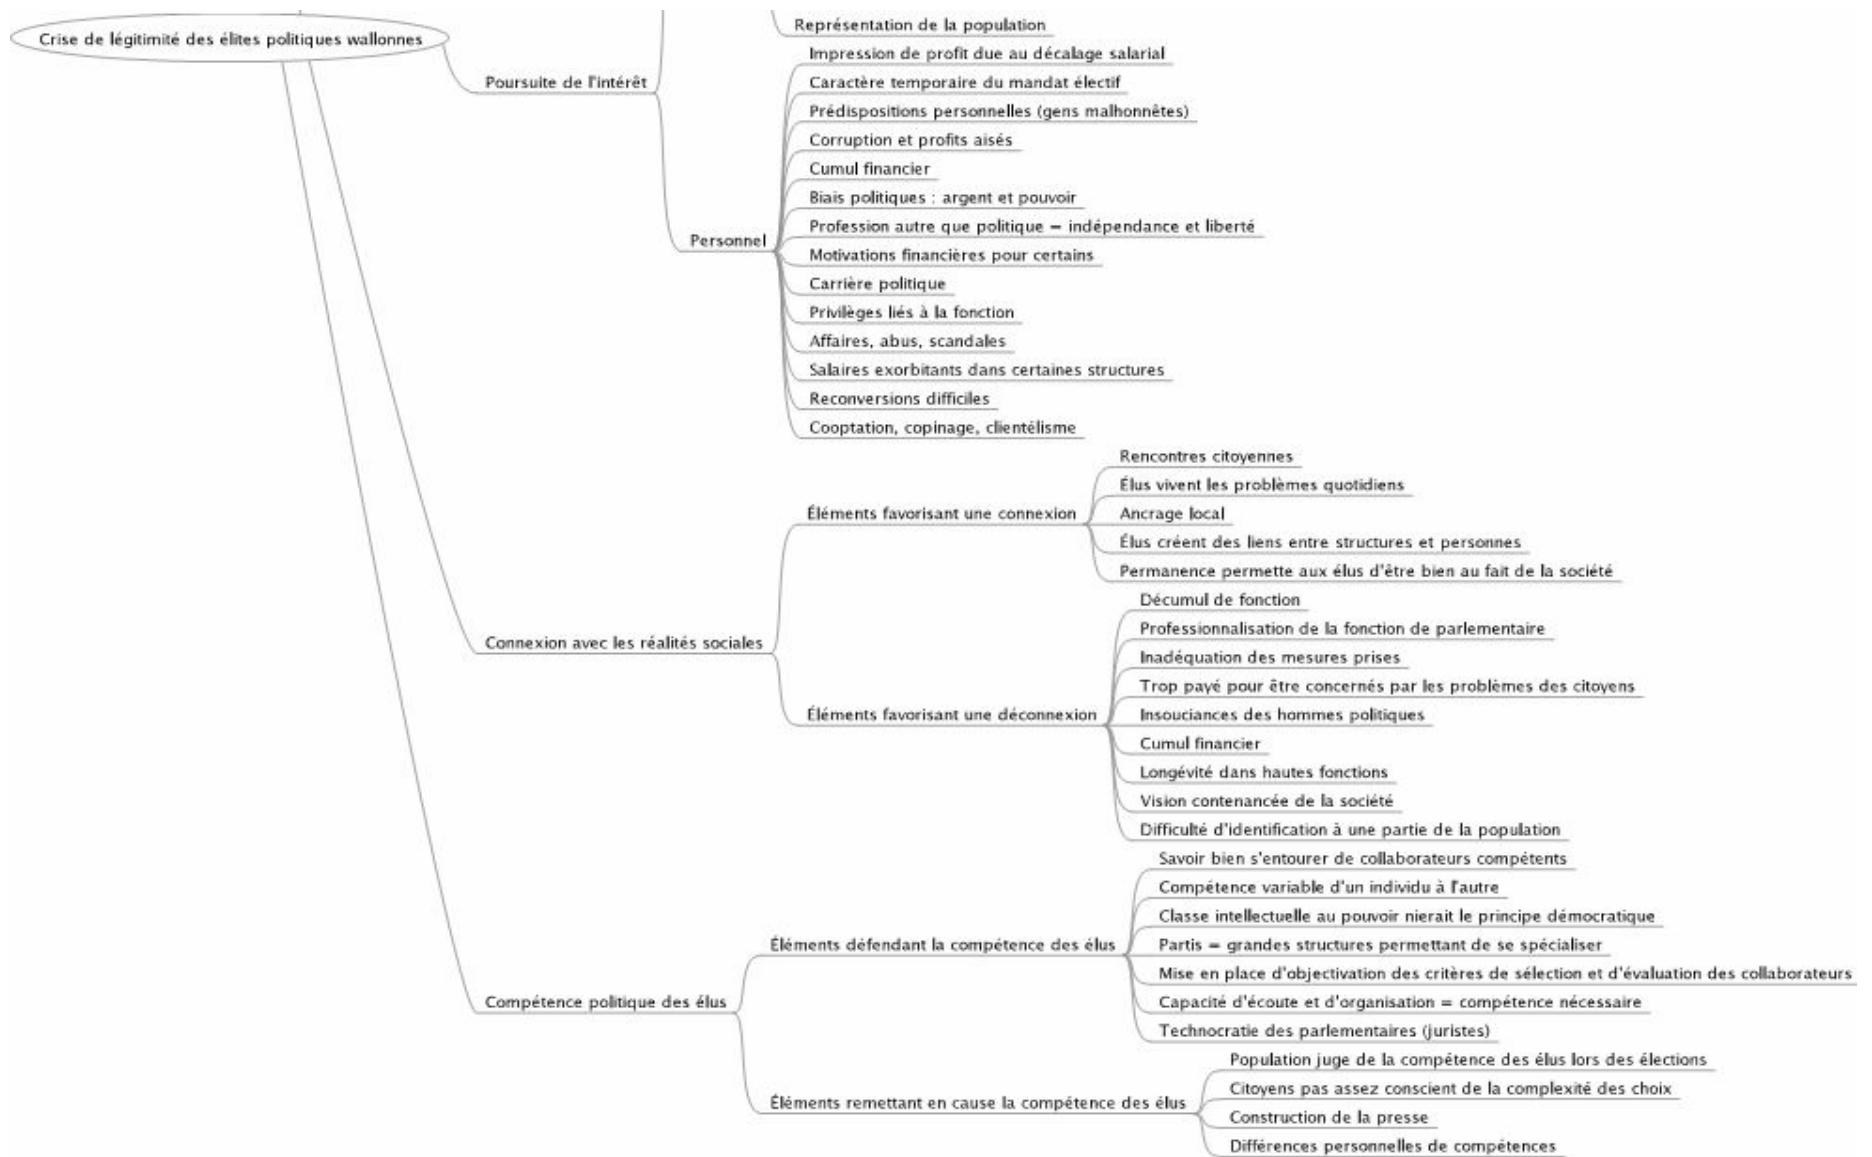 Représentation de la population
Crise de légitimité des élites politiques wallonnes
Poursuite de l'intérêt
Impression de profit due au décalage salarial
Caractère temporaire du mandat électif
Prédispositions personnelles (gens malhonnêtes)
Corruption et profits aisés
Cumul financier
Biais politiques : argent et pouvoir
Profession autre que politique = indépendance et liberté
Personnel
Motivations financières pour certains
Carrière politique
Privilèges liés à la fonction
Affaires, abus, scandales
Salaires exorbitants dans certaines structures
Reconversions difficiles
Cooptation, copinage, clientélisme
Rencontres citoyennes
Élus vivent les problèmes quotidiens
Éléments favorisant une connexion
Ancrage local
Élus créent des liens entre structures et personnes
Permanence permette aux élus d'être bien au fait de la société
Connexion avec les réalités sociales
Décumul de fonction
Professionnalisation de la fonction de parlementaire
Inadéquation des mesures prises
Trop payé pour être concernés par les problèmes des citoyens
Éléments favorisant une déconnexion
Insouciances des hommes politiques
Cumul financier
Longévité dans hautes fonctions
Vision contenancée de la société
Difficulté d'identification à une partie de la population
Savoir bien s'entourer de collaborateurs compétents
Compétence variable d'un individu à l'autre
Classe intellectuelle au pouvoir nierait le principe démocratique
Éléments défendant la compétence des élus
Partis = grandes structures permettant de se spécialiser
Mise en place d'objectivation des critères de sélection et d'évaluation des collaborateurs
Compétence politique des élus
Capacité d'écoute et d'organisation = compétence nécessaire
Technocratie des parlementaires (juristes)
Population juge de la compétence des élus lors des élections
Citoyens pas assez conscient de la complexité des choix
Éléments remettant en cause la compétence des élus
Construction de la presse
Différences personnelles de compétences